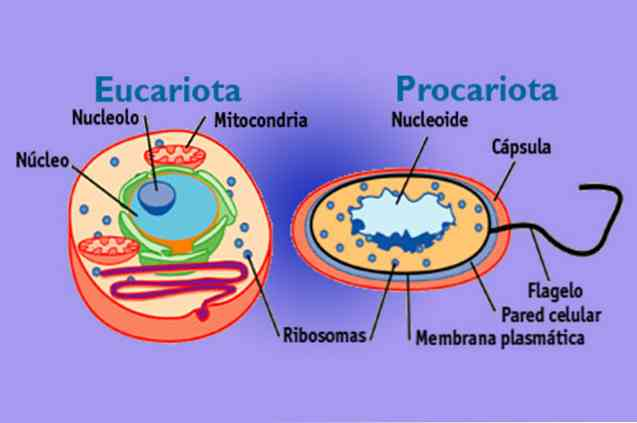 Eucariota
Nucleolo
Mitocondria
Núcleo
Procariota
Nucleoide
Cápsula
Flagelo
Pared celular
Ribosomas
Membrana plasmática